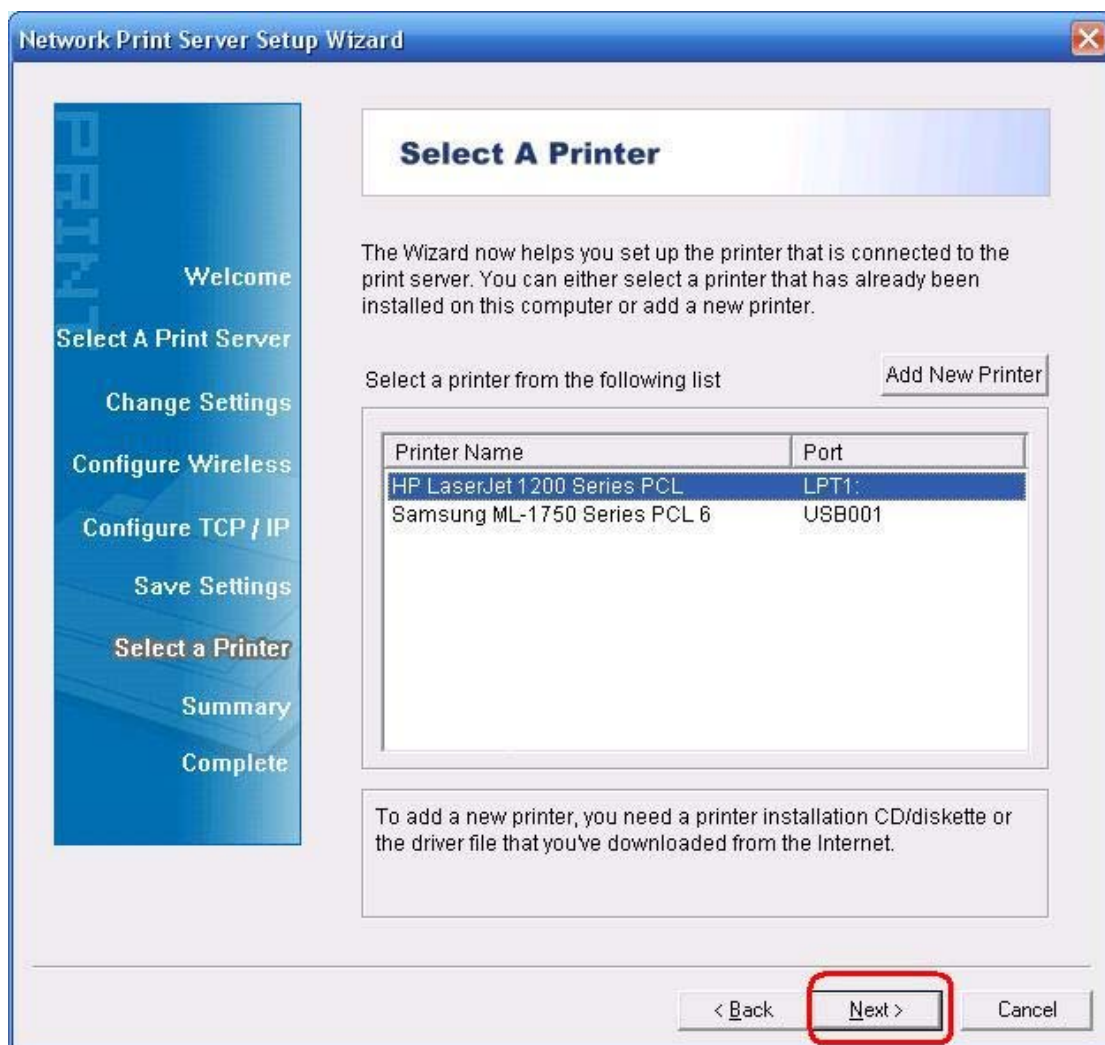 Network Print Server Setup Wizard
PRINT
Welcome
Select A Print Server
Change Settings
Configure Wireless
Configure TCP / IP
Save Settings
Select a Printer
Summary
Complete
Select A Printer
The Wizard now helps you set up the printer that is connected to the
print server. You can either select a printer that has already been
installed on this computer or add a new printer.
Select a printer from the following list
Add New Printer
Printer Name Port
HP LaserJet 1200 Series PCL LPT1:
Samsung ML-1750 Series PCL 6 USB001
To add a new printer, you need a printer installation CD/diskette or
the driver file that you've downloaded from the Internet.
< Back Next > Cancel